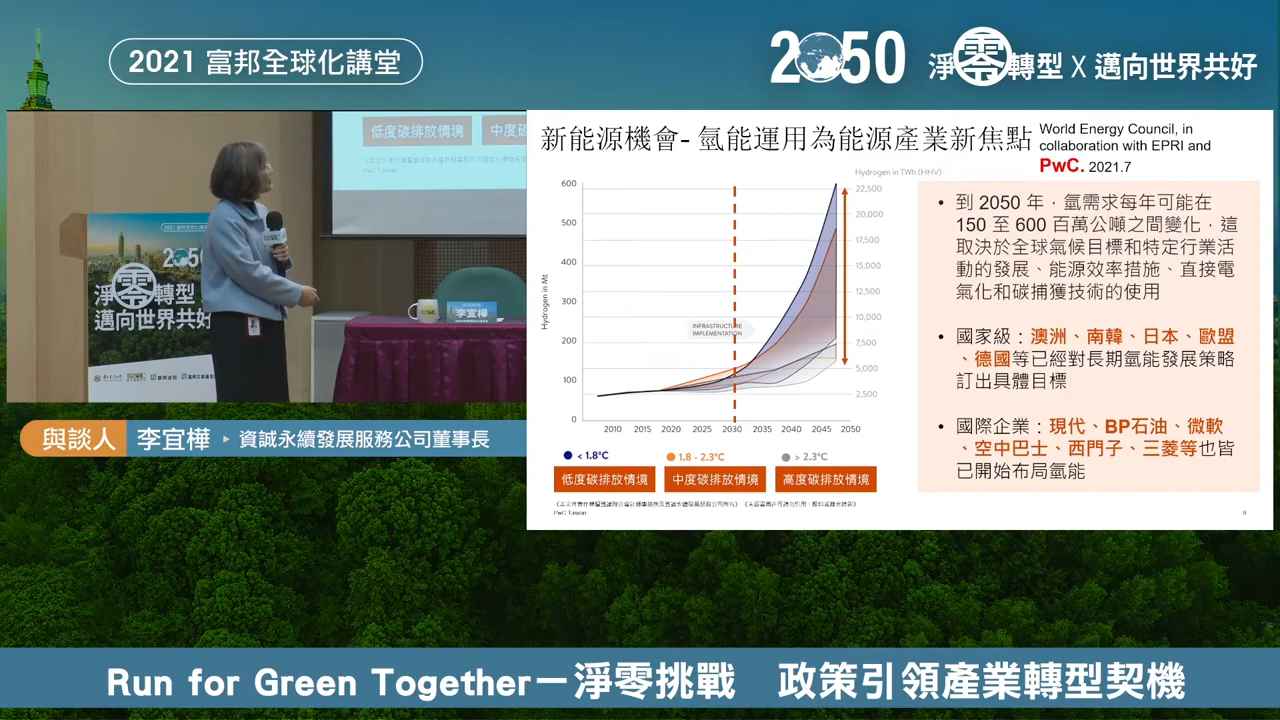 2021 富邦全球化講堂
2050 淨零轉型 X 邁向世界共好
低度碳排放情境
中度碳
PwC Taiwan
2021 富邦全球化講堂
2050
淨零轉型
邁向世界共好
李宜樺
與談人 李宜樺 資誠永續發展服務公司董事長
新能源機會- 氫能運用為能源產業新焦點
World Energy Council, in
collaboration with EPRI and
PwC. 2021.7
Hydrogen in TWh (HHV)
Hydrogen in Mt
600
500
400
300
200
100
0
22,500
20,000
17,500
15,000
12,500
10,000
7,500
5,000
2,500
INFRASTRUCTURE
IMPLEMENTATION
2010 2015 2020 2025 2030 2035 2040 2045 2050
< 1.8°C
1.8 - 2.3°C
> 2.3°C
低度碳排放情境
中度碳排放情境
高度碳排放情境
PwC Taiwan
9
• 到 2050 年，氫需求每年可能在
150 至 600 百萬公噸之間變化，這
取決於全球氣候目標和特定行業活
動的發展、能源效率措施、直接電
氣化和碳捕獲技術的使用
• 國家級：澳洲、南韓、日本、歐盟
、德國等已經對長期氫能發展策略
訂出具體目標
• 國際企業：現代、BP石油、微軟
、空中巴士、西門子、三菱等也皆
已開始布局氫能
Run for Green Together－淨零挑戰 政策引領產業轉型契機